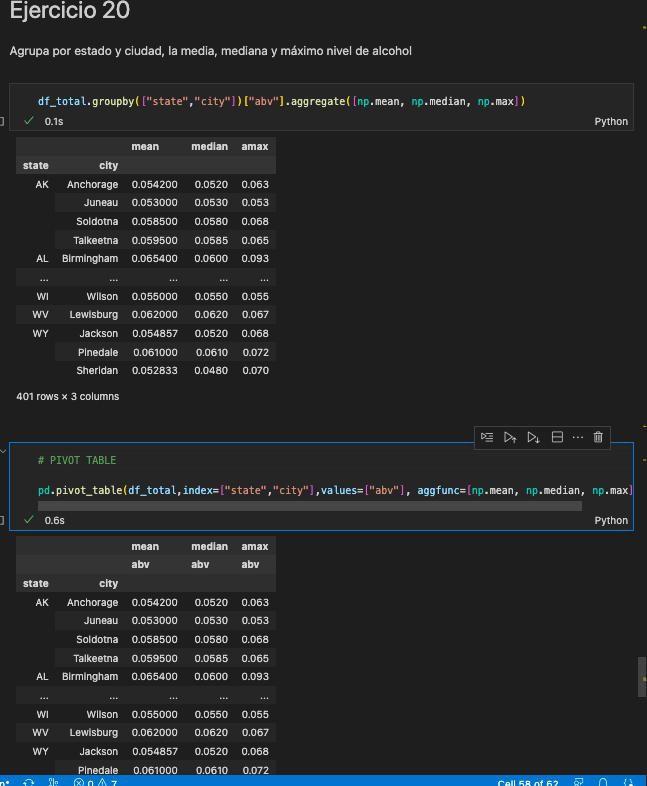 Ejercicio 20
Agrupa por estado y ciudad, la media, mediana y máximo nivel de alcohol
df_total.groupby(["state","city"])["abv"].aggregate([np.mean, np.median, np.max])
0.1s Python
mean median amax
state city
AK Anchorage 0.054200 0.0520 0.063
Juneau 0.053000 0.0530 0.053
Soldotna 0.058500 0.0580 0.068
Talkeetna 0.059500 0.0585 0.065
AL Birmingham 0.065400 0.0600 0.093
... ... ... ... ...
WI Wilson 0.055000 0.0550 0.055
WV Lewisburg 0.062000 0.0620 0.067
WY Jackson 0.054857 0.0520 0.068
Pinedale 0.061000 0.0610 0.072
Sheridan 0.052833 0.0480 0.070
401 rows × 3 columns
# PIVOT TABLE
pd.pivot_table(df_total,index=["state","city"],values=["abv"], aggfunc=[np.mean, np.median, np.max]
0.6s Python
mean median amax
abv abv abv
state city
AK Anchorage 0.054200 0.0520 0.063
Juneau 0.053000 0.0530 0.053
Soldotna 0.058500 0.0580 0.068
Talkeetna 0.059500 0.0585 0.065
AL Birmingham 0.065400 0.0600 0.093
... ... ... ... ...
WI Wilson 0.055000 0.0550 0.055
WV Lewisburg 0.062000 0.0620 0.067
WY Jackson 0.054857 0.0520 0.068
Pinedale 0.061000 0.0610 0.072
0 7 Cell 58 of 62